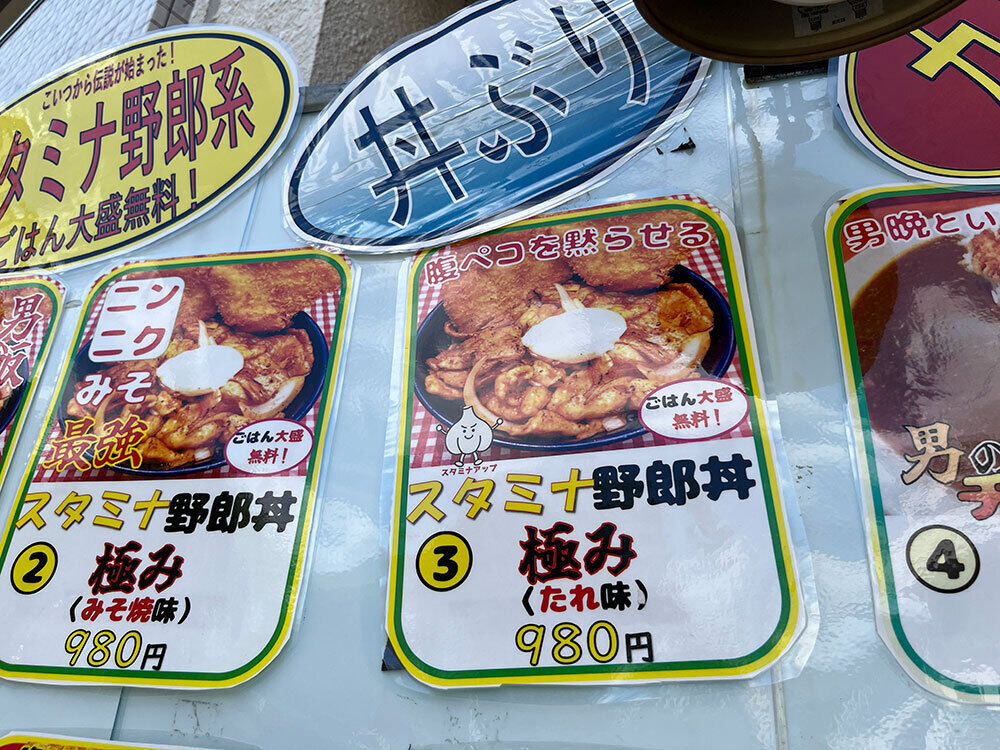 こいつから伝説が始まった！
スタミナ野郎系
ごはん大盛無料！
丼ぶり
カ
男
ニン
ニク
みそ
最強
ごはん大盛
無料！
スタミナ野郎丼
②
極み
（みそ焼味）
980円
腹ペコを黙らせる
ごはん大盛
無料！
スタミナアップ
スタミナ野郎丼
③
極み
（たれ味）
980円
男晩とい
男の
④